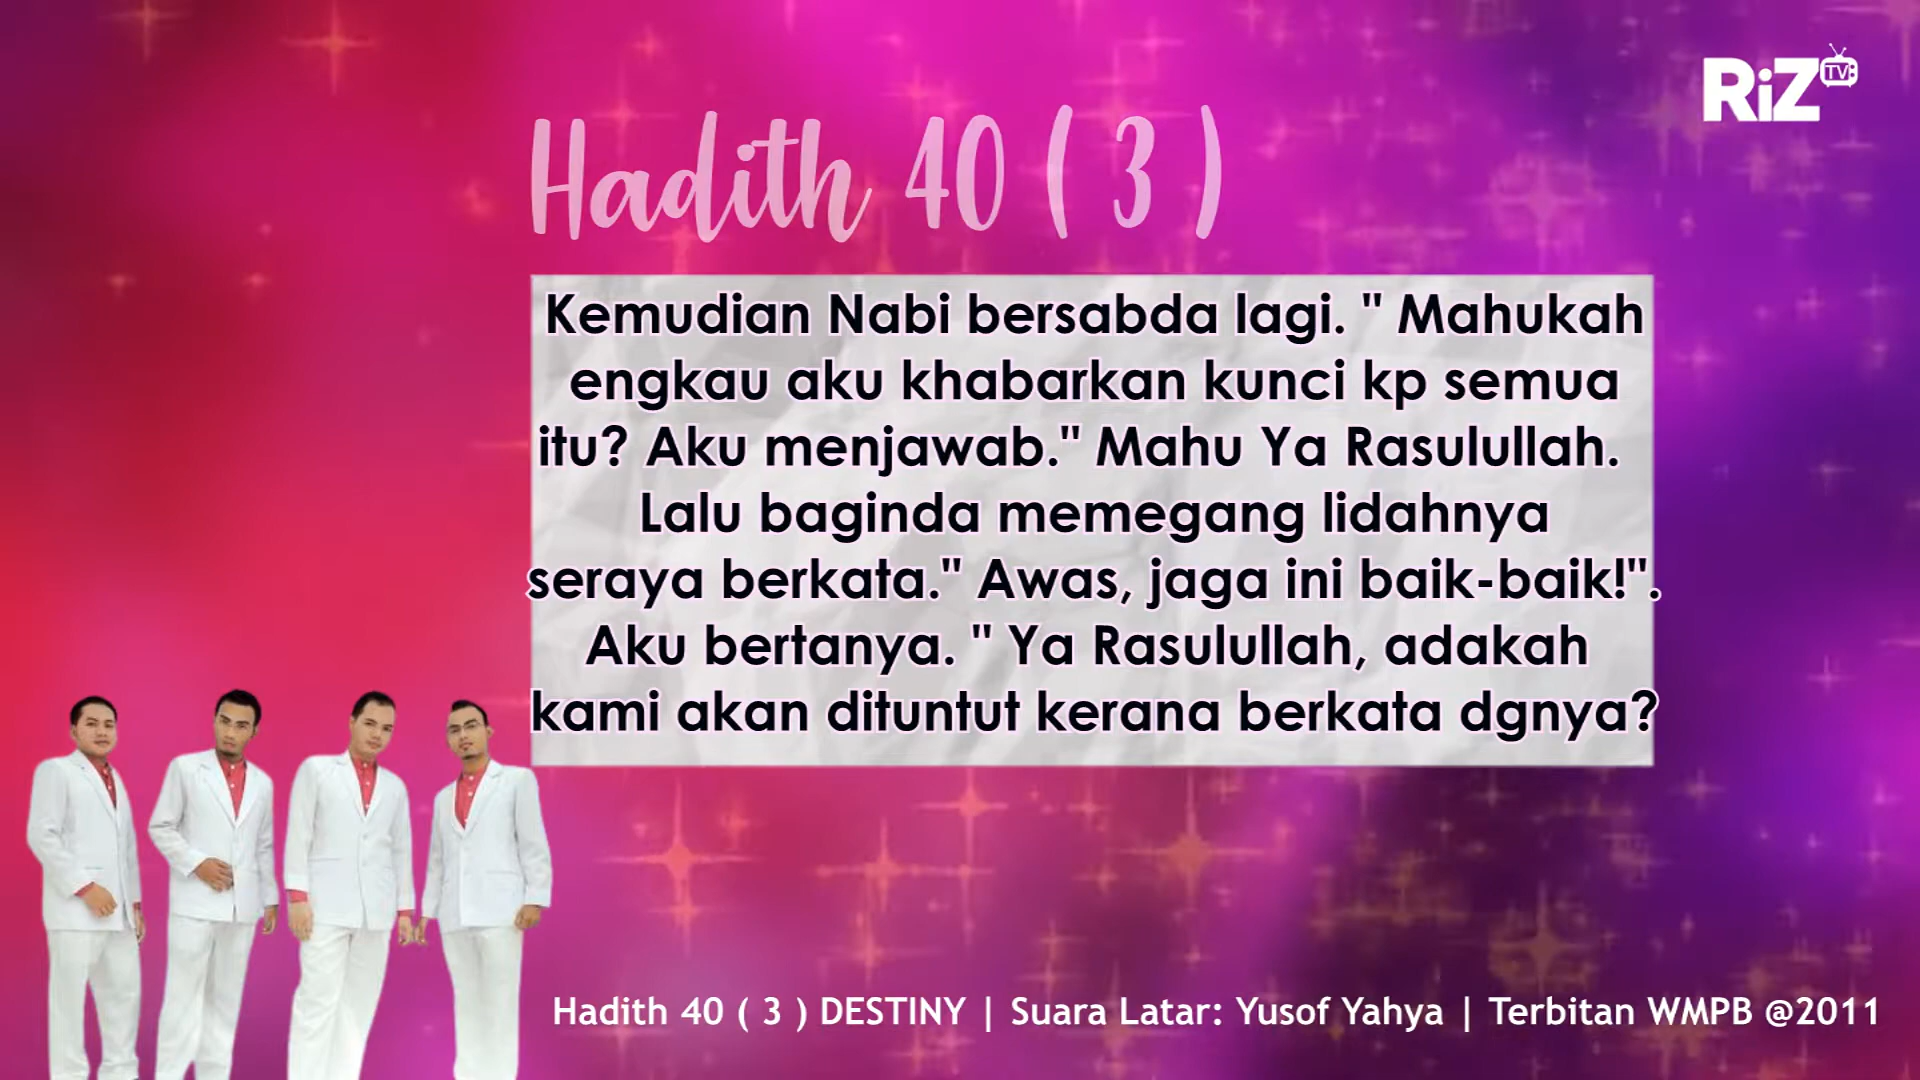 RiZ TV
Hadith 40 ( 3 )
Kemudian Nabi bersabda lagi. " Mahukah
engkau aku khabarkan kunci kp semua
itu? Aku menjawab." Mahu Ya Rasulullah.
Lalu baginda memegang lidahnya
seraya berkata." Awas, jaga ini baik-baik!".
Aku bertanya. " Ya Rasulullah, adakah
kami akan dituntut kerana berkata dgnya?
Hadith 40 ( 3 ) DESTINY | Suara Latar: Yusof Yahya | Terbitan WMPB @2011